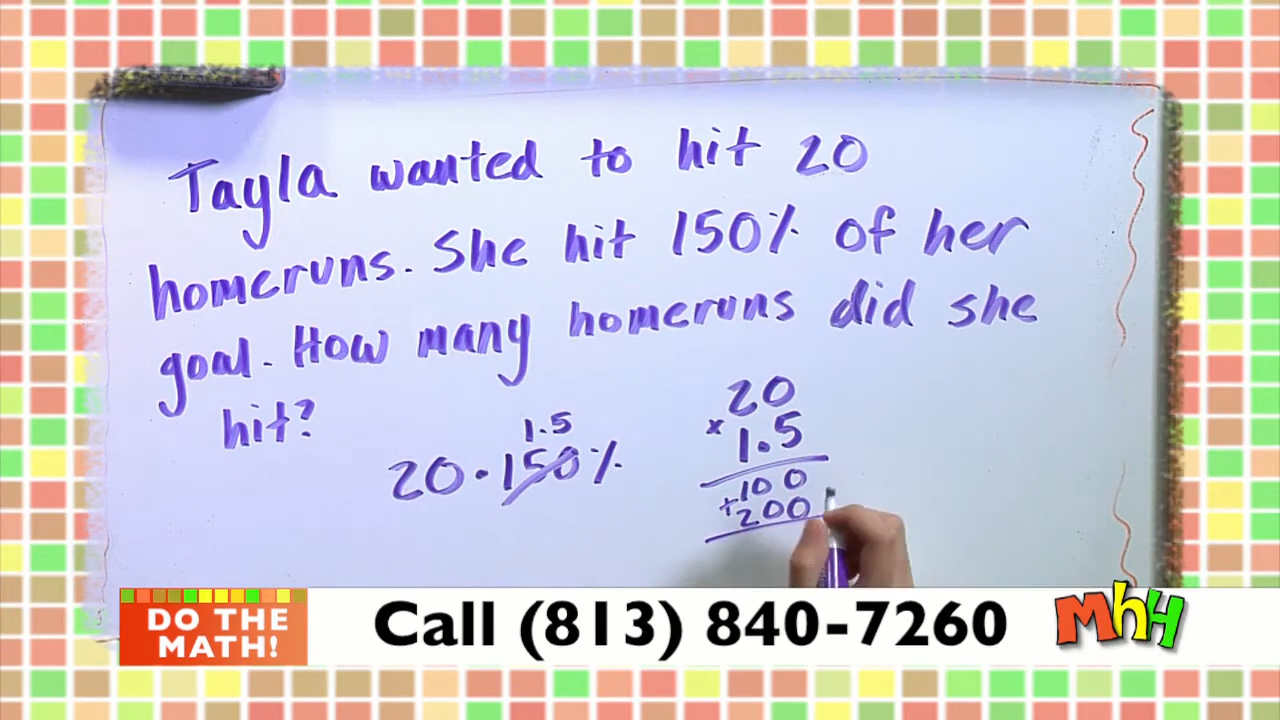 Tayla wanted to hit 20
homeruns. She hit 150% of her
goal. How many homeruns did she
hit?
1.5
20 · 150%
20
x 1.5
100
+200
DO THE
MATH!
Call (813) 840-7260
Mh4